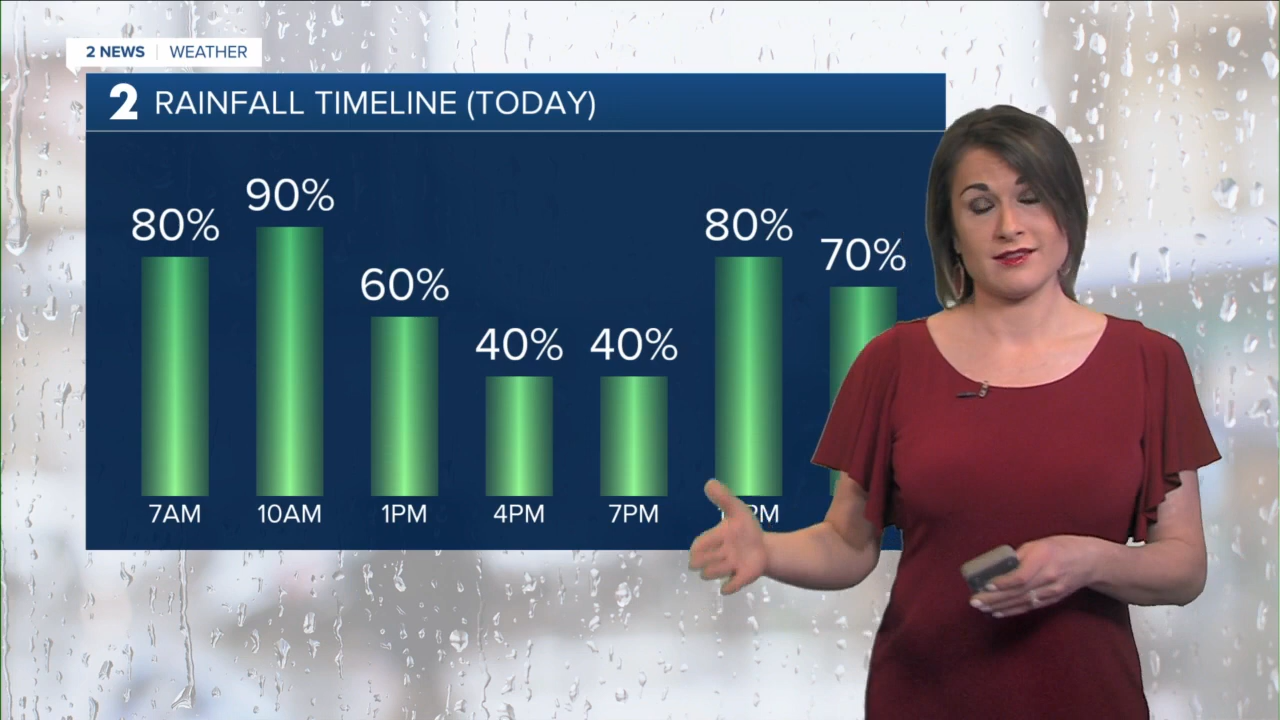 2 NEWS WEATHER
2 RAINFALL TIMELINE (TODAY)
80% 90% 60% 40% 40% 80% 70%
7AM 10AM 1PM 4PM 7PM